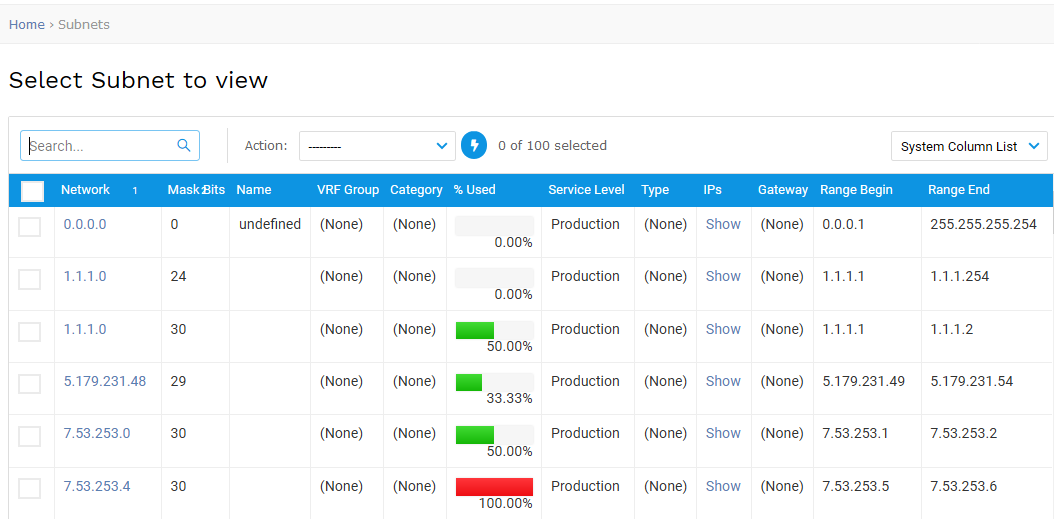 Home › Subnets
Select Subnet to view
Search... Action: --------- 0 of 100 selected System Column List
Network 1 Mask Bits Name VRF Group Category % Used Service Level Type IPs Gateway Range Begin Range End
0.0.0.0 0 undefined (None) (None) 0.00% Production (None) Show (None) 0.0.0.1 255.255.255.254
1.1.1.0 24 (None) (None) 0.00% Production (None) Show (None) 1.1.1.1 1.1.1.254
1.1.1.0 30 (None) (None) 50.00% Production (None) Show (None) 1.1.1.1 1.1.1.2
5.179.231.48 29 (None) (None) 33.33% Production (None) Show (None) 5.179.231.49 5.179.231.54
7.53.253.0 30 (None) (None) 50.00% Production (None) Show (None) 7.53.253.1 7.53.253.2
7.53.253.4 30 (None) (None) 100.00% Production (None) Show (None) 7.53.253.5 7.53.253.6